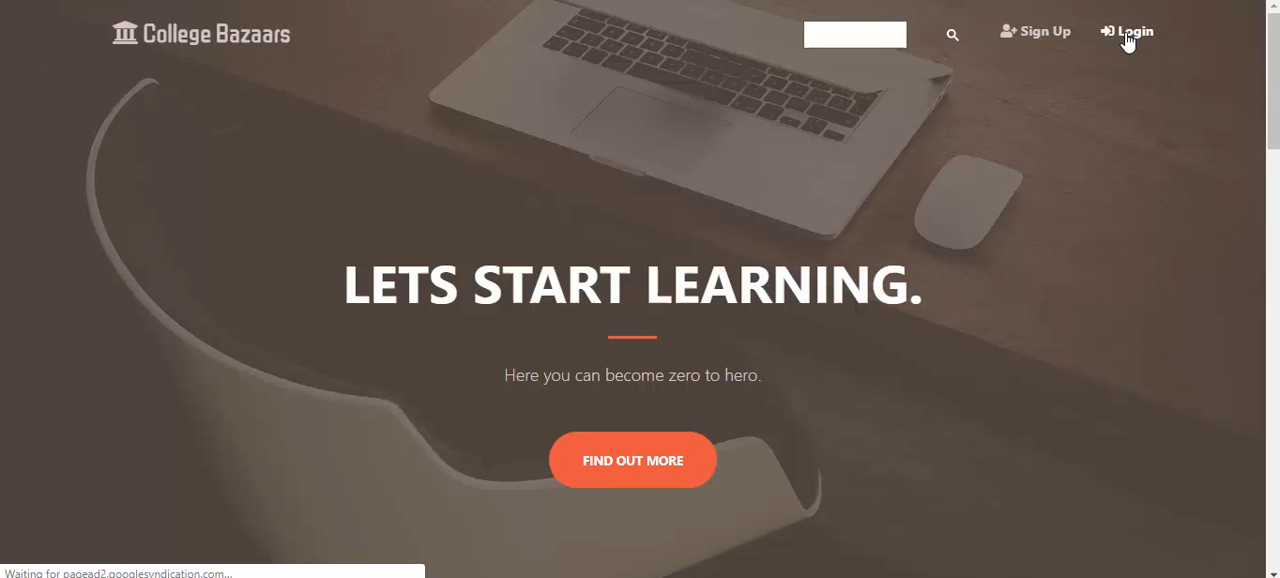 College Bazaars
Sign Up
Login
LETS START LEARNING.
Here you can become zero to hero.
FIND OUT MORE
Waiting for pagead2.googlesyndication.com...